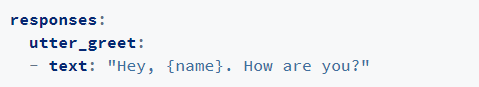 responses:
  utter_greet:
  - text: "Hey, {name}. How are you?"